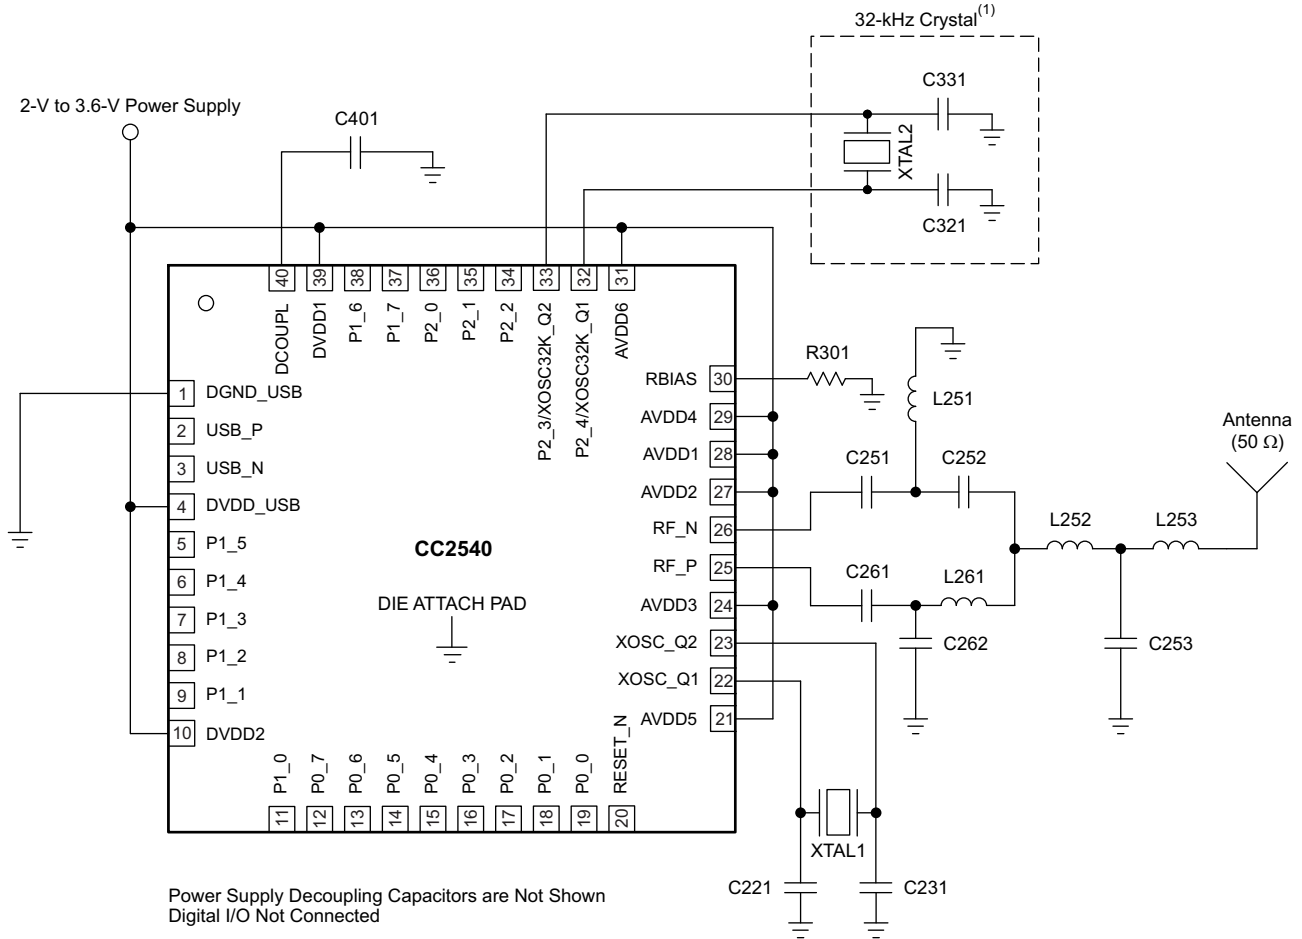 32-kHz Crystal(1)
C331
XTAL2
C321
2-V to 3.6-V Power Supply
C401
40
39
38
37
36
35
34
33
32
31
DCOUPL
DVDD1
P1_6
P1_7
P2_0
P2_1
P2_2
P2_3/XOSC32K_Q2
P2_4/XOSC32K_Q1
AVDD6
1 DGND_USB
2 USB_P
3 USB_N
4 DVDD_USB
5 P1_5
6 P1_4
7 P1_3
8 P1_2
9 P1_1
10 DVDD2
CC2540
DIE ATTACH PAD
RBIAS 30
AVDD4 29
AVDD1 28
AVDD2 27
RF_N 26
RF_P 25
AVDD3 24
XOSC_Q2 23
XOSC_Q1 22
AVDD5 21
P1_0
P0_7
P0_6
P0_5
P0_4
P0_3
P0_2
P0_1
P0_0
RESET_N
11
12
13
14
15
16
17
18
19
20
R301
L251
C251
C252
C261
L261
C262
L252
L253
C253
Antenna
(50 Ω)
XTAL1
C221
C231
Power Supply Decoupling Capacitors are Not Shown
Digital I/O Not Connected